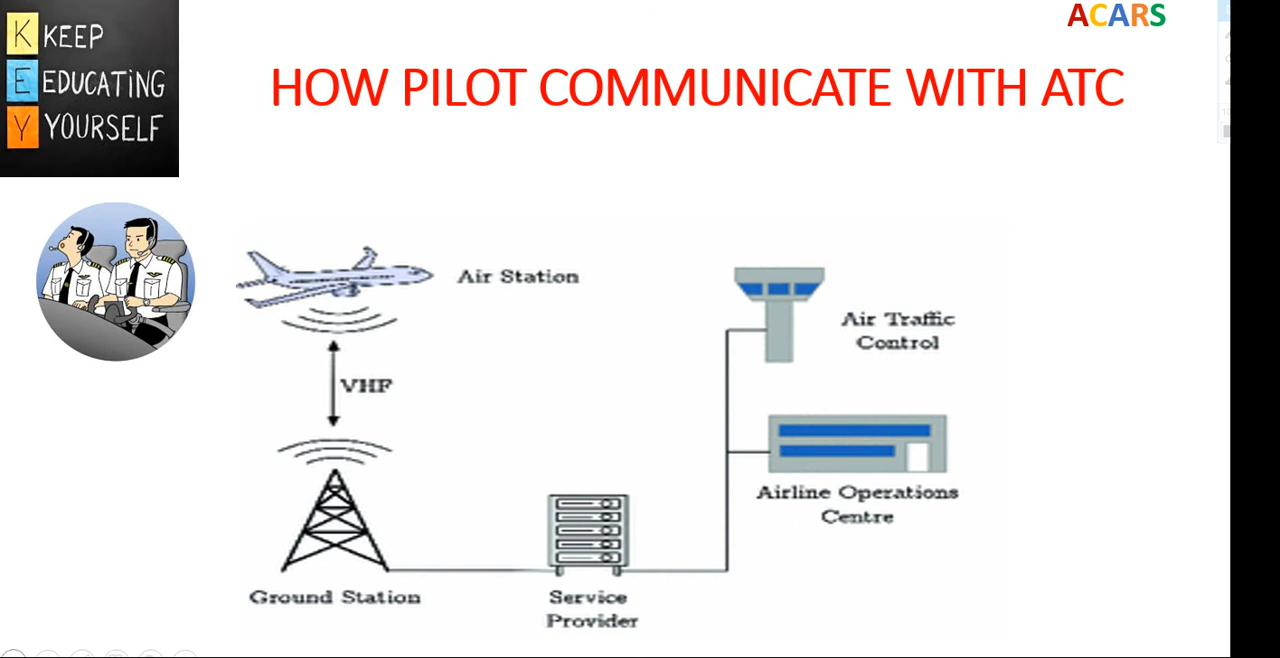 ACARS
K KEEP
E EDUCATING
Y YOURSELF
HOW PILOT COMMUNICATE WITH ATC
Air Station
Air Traffic
Control
VHF
Airline Operations
Centre
Ground Station
Service
Provider